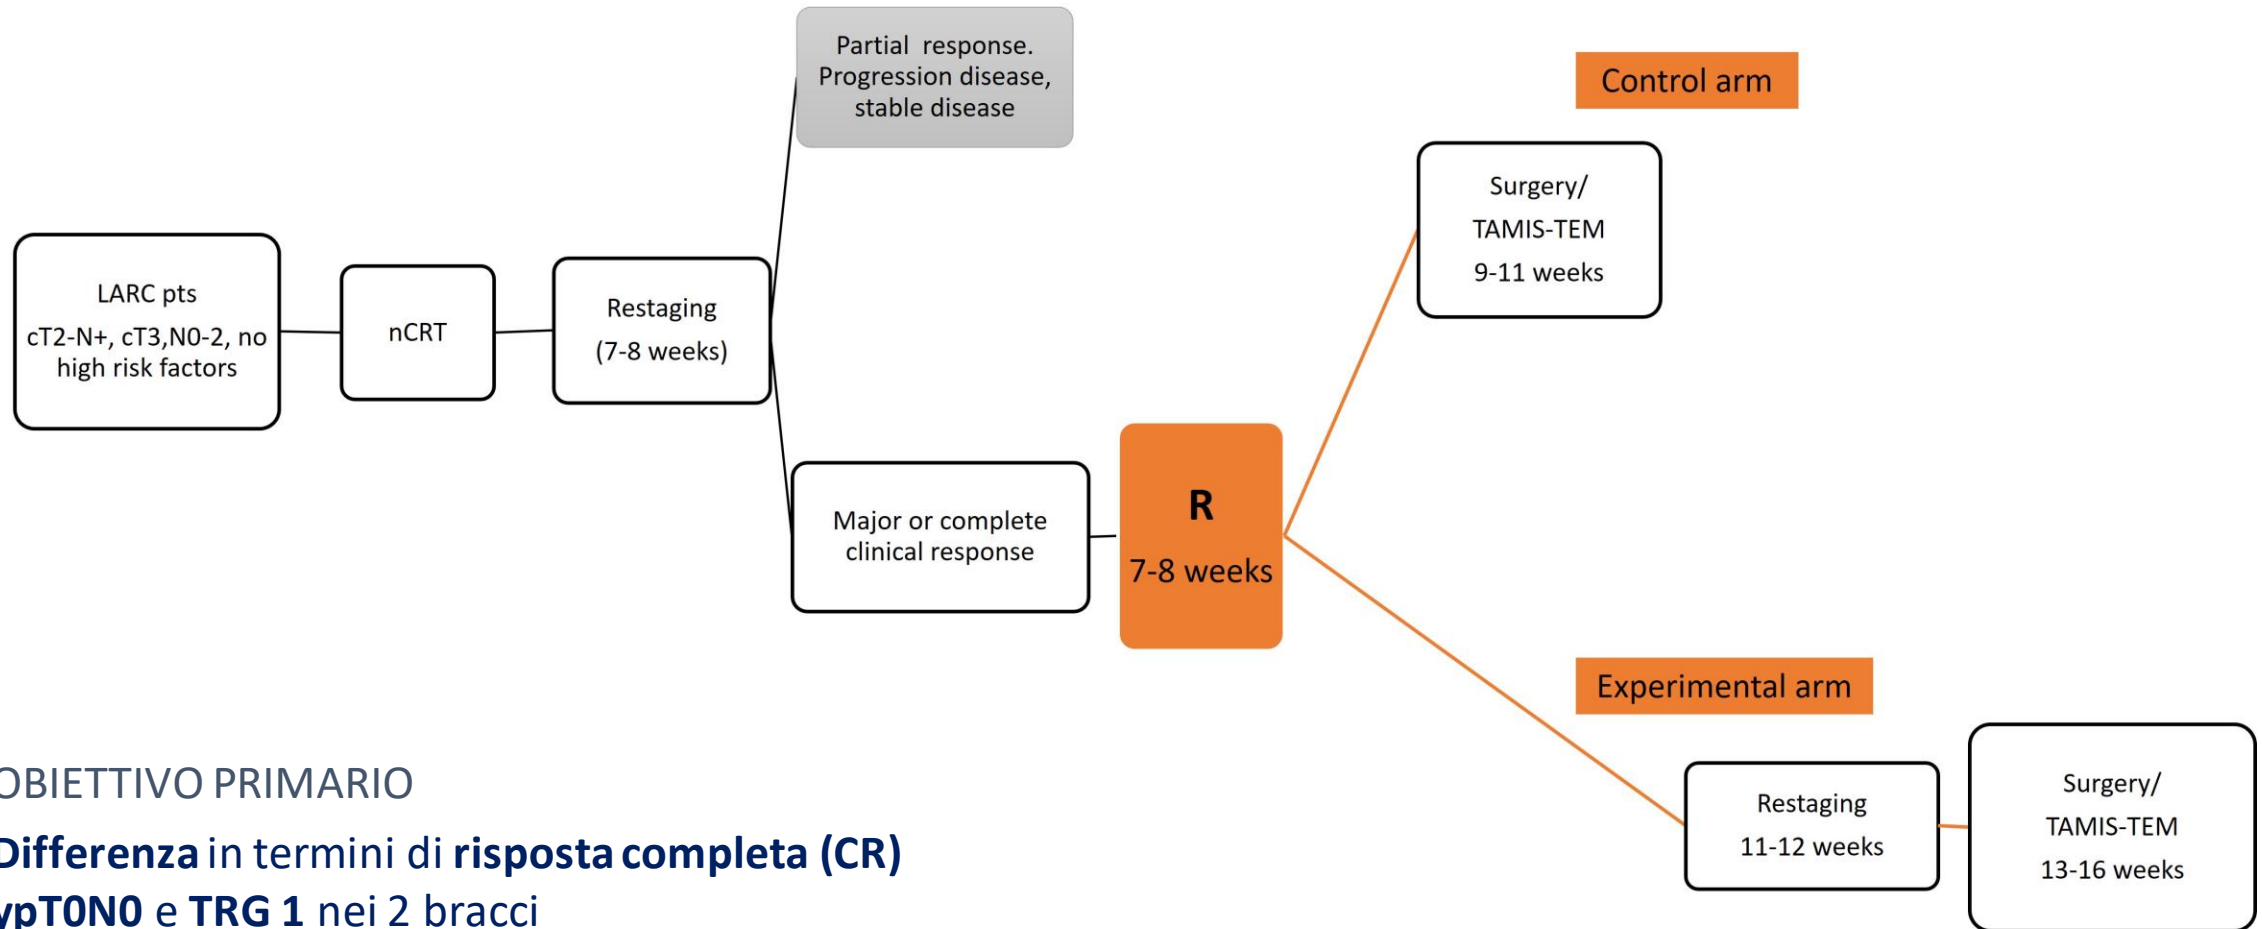 Partial response.
Progression disease,
stable disease
Control arm
Surgery/
TAMIS-TEM
9-11 weeks
LARC pts
cT2-N+, cT3,N0-2, no
high risk factors
nCRT
Restaging
(7-8 weeks)
Major or complete
clinical response
R
7-8 weeks
Experimental arm
Restaging
11-12 weeks
Surgery/
TAMIS-TEM
13-16 weeks
OBIETTIVO PRIMARIO
Differenza in termini di risposta completa (CR)
ypT0N0 e TRG 1 nei 2 bracci